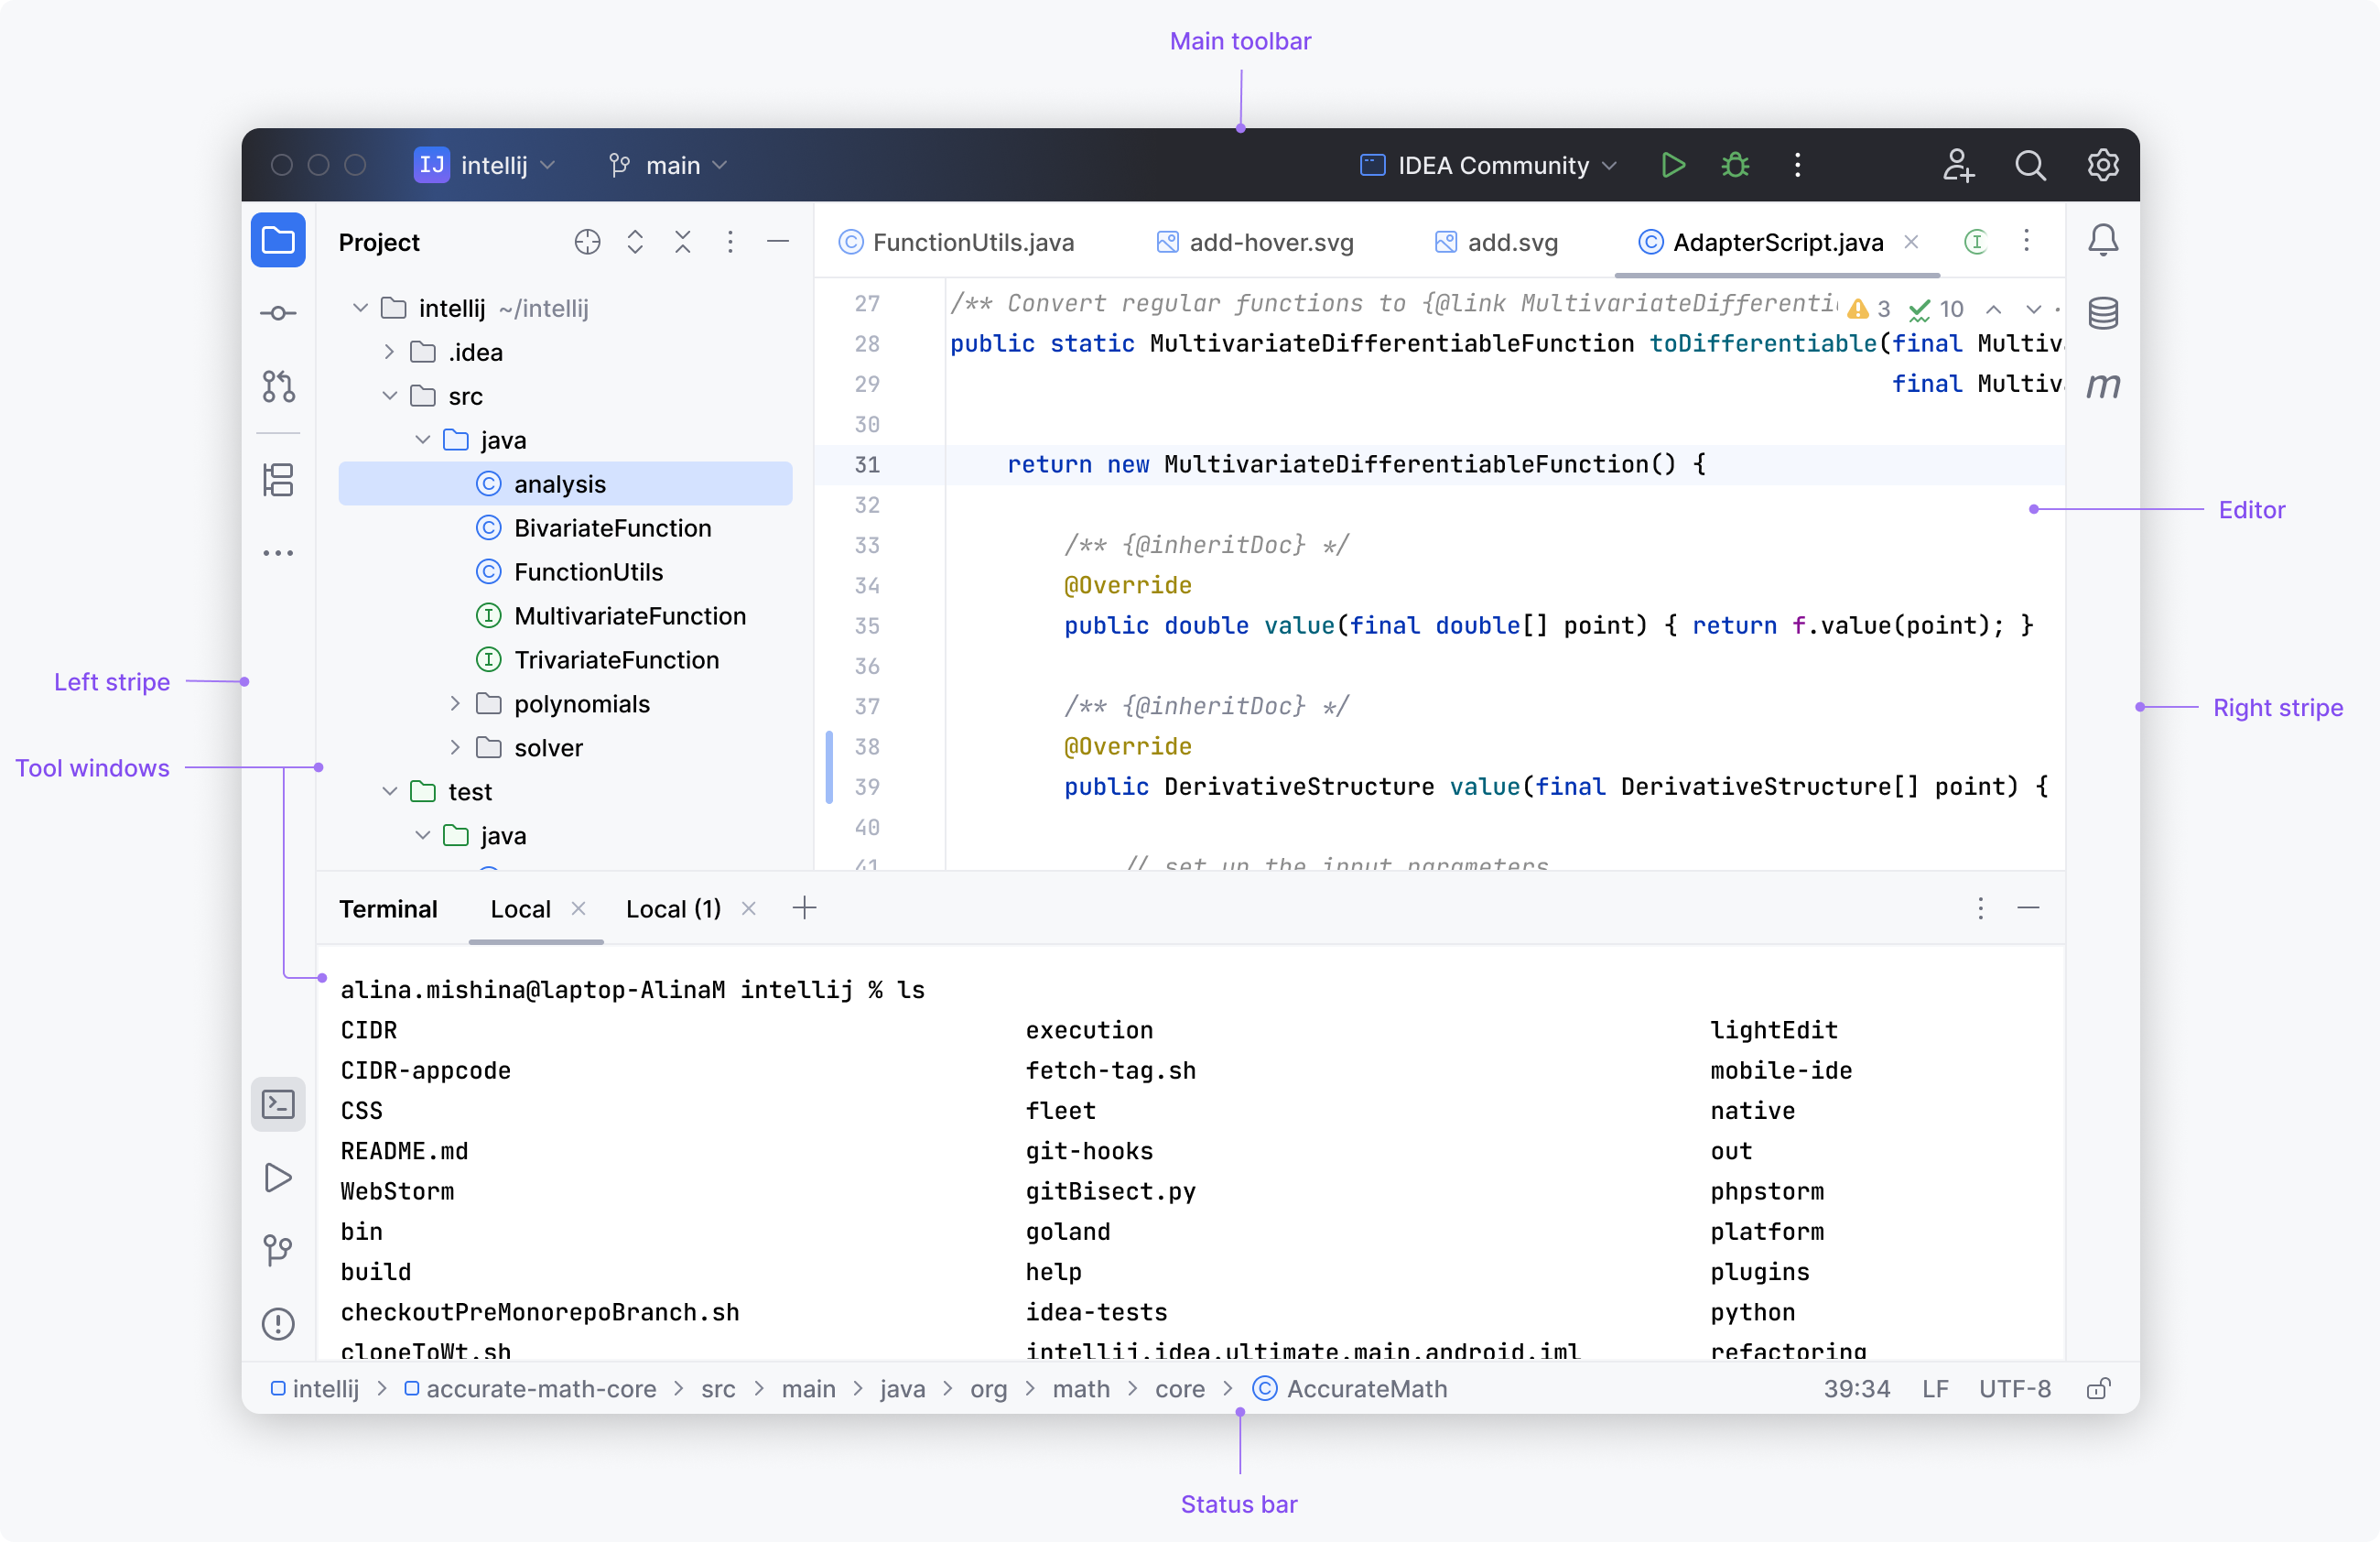 Main toolbar
IJ intellij main IDEA Community
Project
intellij ~/intellij
.idea
src
java
C analysis
C BivariateFunction
C FunctionUtils
I MultivariateFunction
I TrivariateFunction
polynomials
solver
test
java
C FunctionUtils.java add-hover.svg add.svg C AdapterScript.java I
3 10
27 /** Convert regular functions to {@link MultivariateDifferenti
28 public static MultivariateDifferentiableFunction toDifferentiable(final Multiv
29 final Multiv
30
31 return new MultivariateDifferentiableFunction() {
32
33 /** {@inheritDoc} */
34 @Override
35 public double value(final double[] point) { return f.value(point); }
36
37 /** {@inheritDoc} */
38 @Override
39 public DerivativeStructure value(final DerivativeStructure[] point) {
40
41 // set up the input parameters
m
Editor
Left stripe
Right stripe
Tool windows
Terminal Local Local (1)
alina.mishina@laptop-AlinaM intellij % ls
CIDR execution lightEdit
CIDR-appcode fetch-tag.sh mobile-ide
CSS fleet native
README.md git-hooks out
WebStorm gitBisect.py phpstorm
bin goland platform
build help plugins
checkoutPreMonorepoBranch.sh idea-tests python
cloneToWt.sh intellij.idea.ultimate.main.android.iml refactoring
intellij > accurate-math-core > src > main > java > org > math > core > C AccurateMath 39:34 LF UTF-8
Status bar